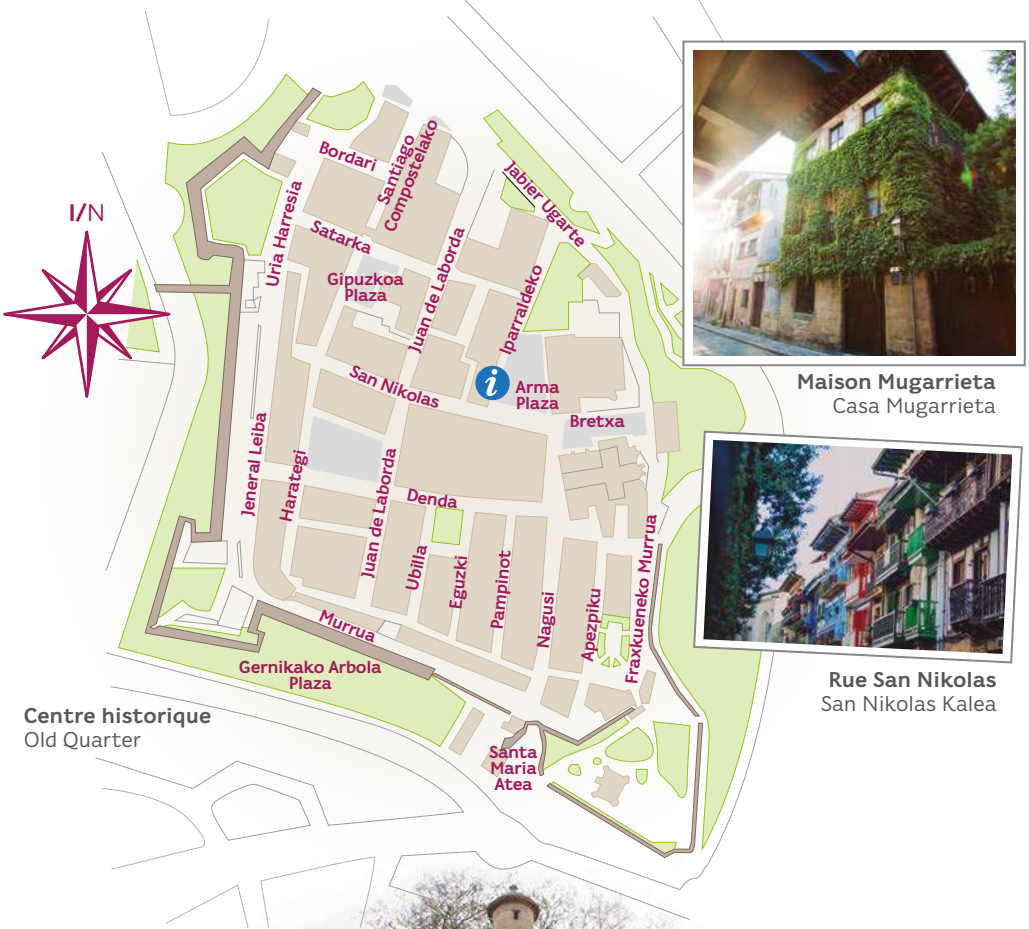 I/N
Bordari
Santiago
Compostelako
Jabier Ugarte
Uria Harresia
Satarka
Gipuzkoa
Plaza
Juan de Laborda
Iparraldeko
San Nikolas
i
Arma
Plaza
Bretxa
Maison Mugarrieta
Casa Mugarrieta
Jeneral Leiba
Harategi
Juan de Laborda
Denda
Ubilla
Eguzki
Pampinot
Nagusi
Apezpiku
Fraxkueneko Murrua
Murrua
Gernikako Arbola
Plaza
Rue San Nikolas
San Nikolas Kalea
Centre historique
Old Quarter
Santa
Maria
Atea